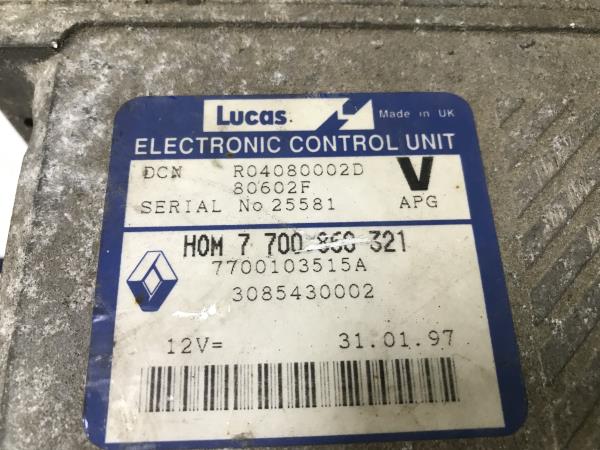 Lucas Made in UK
ELECTRONIC CONTROL UNIT
DCN R04080002D V
80602F
SERIAL No 25581 APG
HOM 7 700 860 321
7700103515A
3085430002
12V= 31.01.97